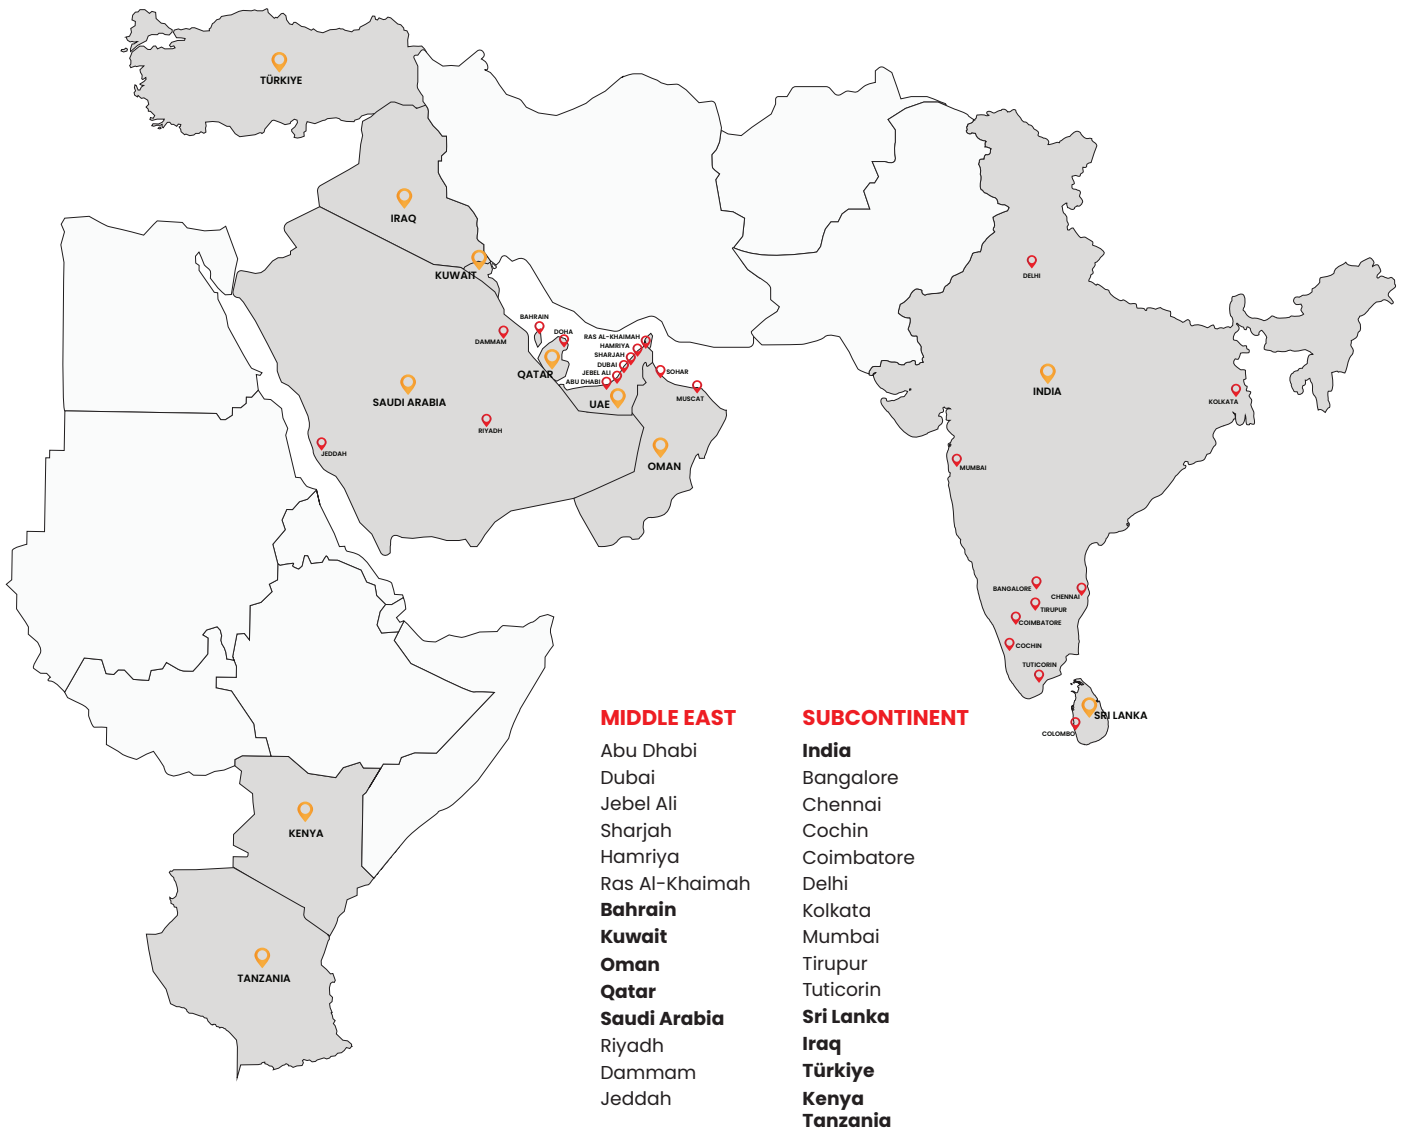 TÜRKIYE
IRAQ
KUWAIT
DELHI
BAHRAIN
DOHA
DAMMAM
RAS AL-KHAIMAH
HAMRIYA
SHARJAH
DUBAI
JEBEL ALI
ABU DHABI
QATAR
SOHAR
MUSCAT
UAE
SAUDI ARABIA
RIYADH
JEDDAH
OMAN
INDIA
KOLKATA
MUMBAI
BANGALORE
CHENNAI
TIRUPUR
COIMBATORE
COCHIN
TUTICORIN
SRI LANKA
COLOMBO
KENYA
TANZANIA
MIDDLE EAST
Abu Dhabi
Dubai
Jebel Ali
Sharjah
Hamriya
Ras Al-Khaimah
Bahrain
Kuwait
Oman
Qatar
Saudi Arabia
Riyadh
Dammam
Jeddah
SUBCONTINENT
India
Bangalore
Chennai
Cochin
Coimbatore
Delhi
Kolkata
Mumbai
Tirupur
Tuticorin
Sri Lanka
Iraq
Türkiye
Kenya
Tanzania